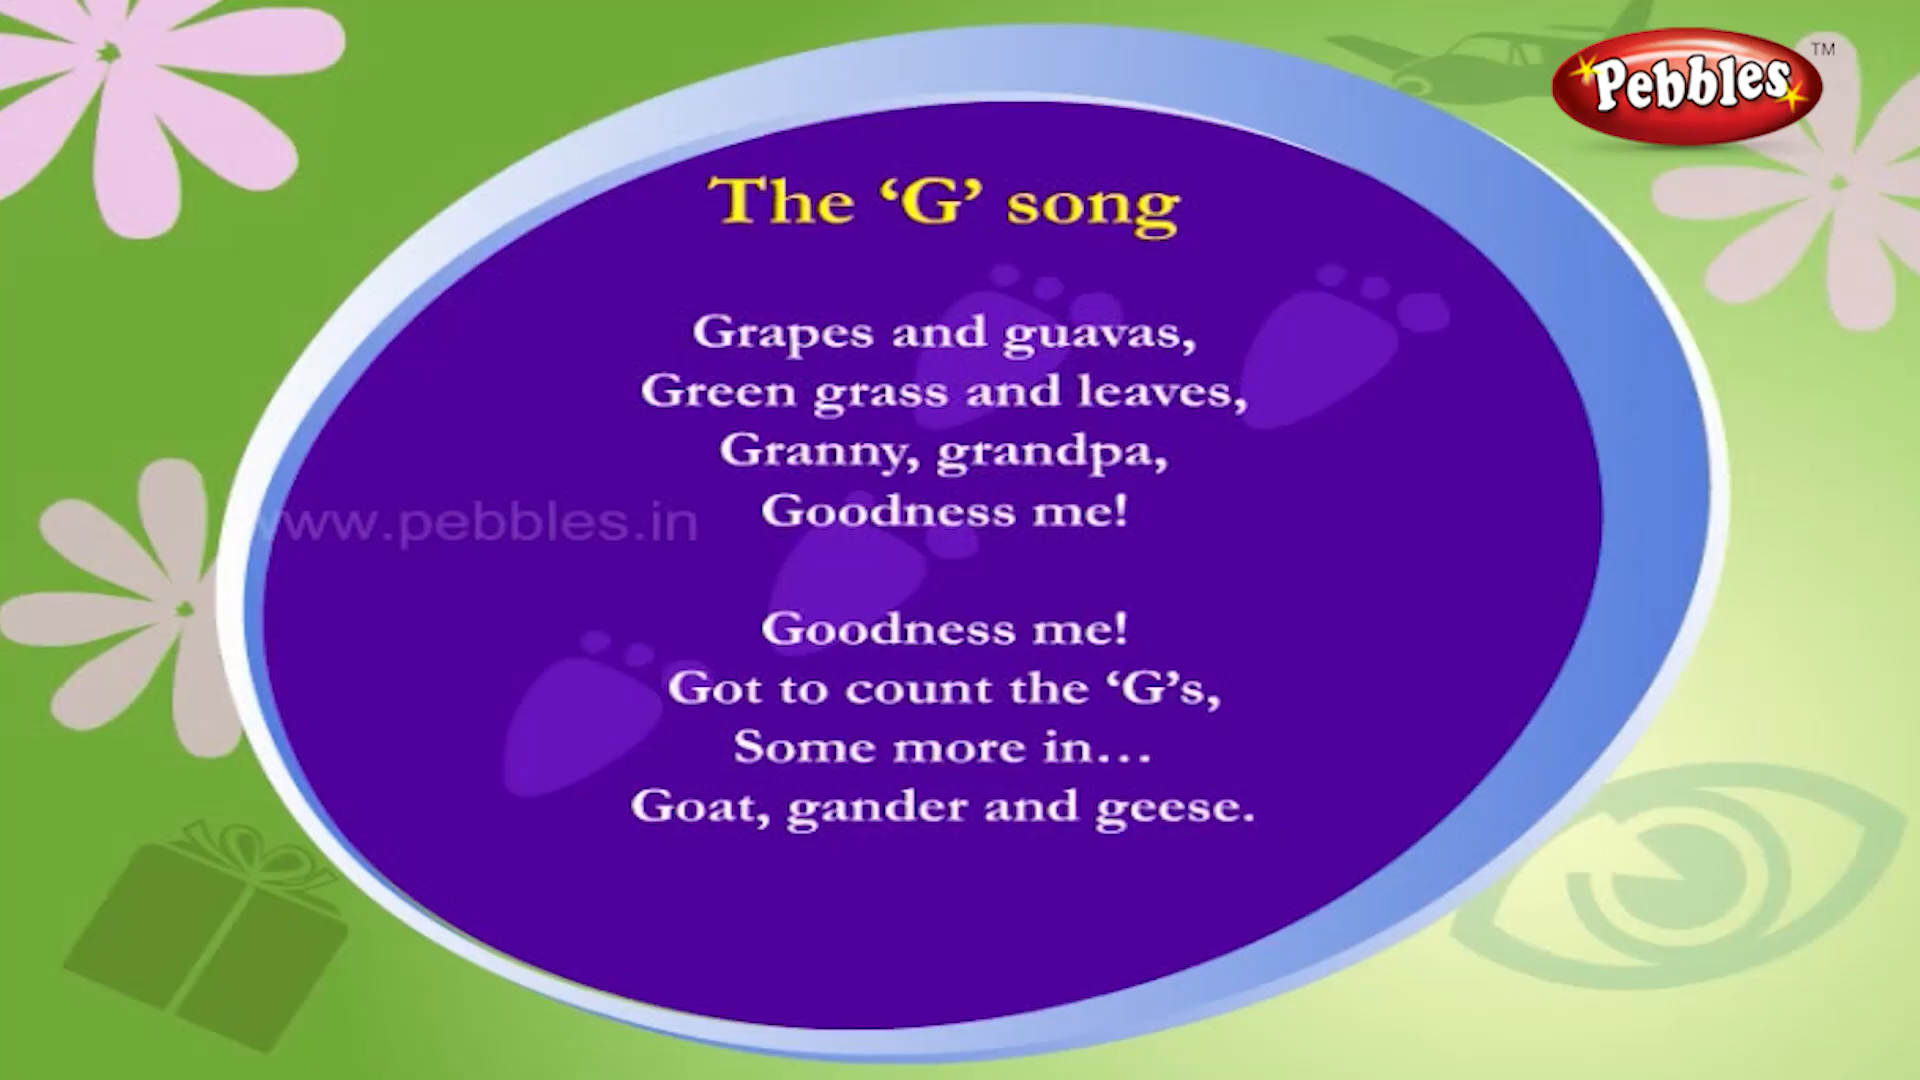 Pebbles TM
The ‘G’ song
Grapes and guavas,
Green grass and leaves,
Granny, grandpa,
Goodness me!
www.pebbles.in
Goodness me!
Got to count the ‘G’s,
Some more in...
Goat, gander and geese.